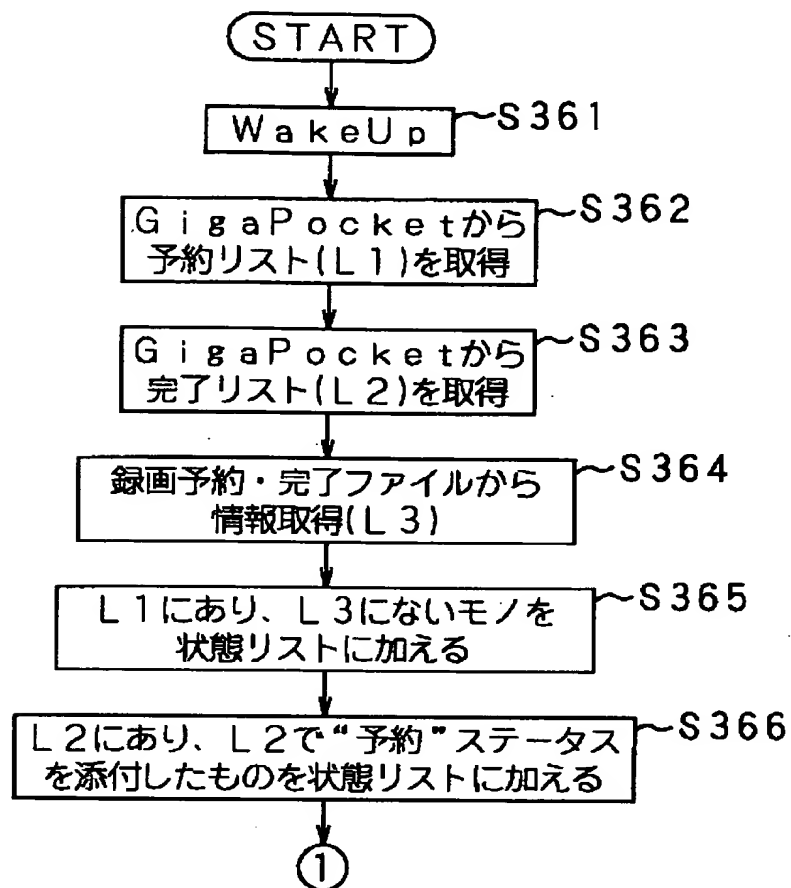 START
WakeUp
S361
GigaPocketから
予約リスト(L1)を取得
S362
GigaPocketから
完了リスト(L2)を取得
S363
録画予約・完了ファイルから
情報取得(L3)
S364
L1にあり、L3にないモノを
状態リストに加える
S365
L2にあり、L2で“予約”ステータス
を添付したものを状態リストに加える
S366
1